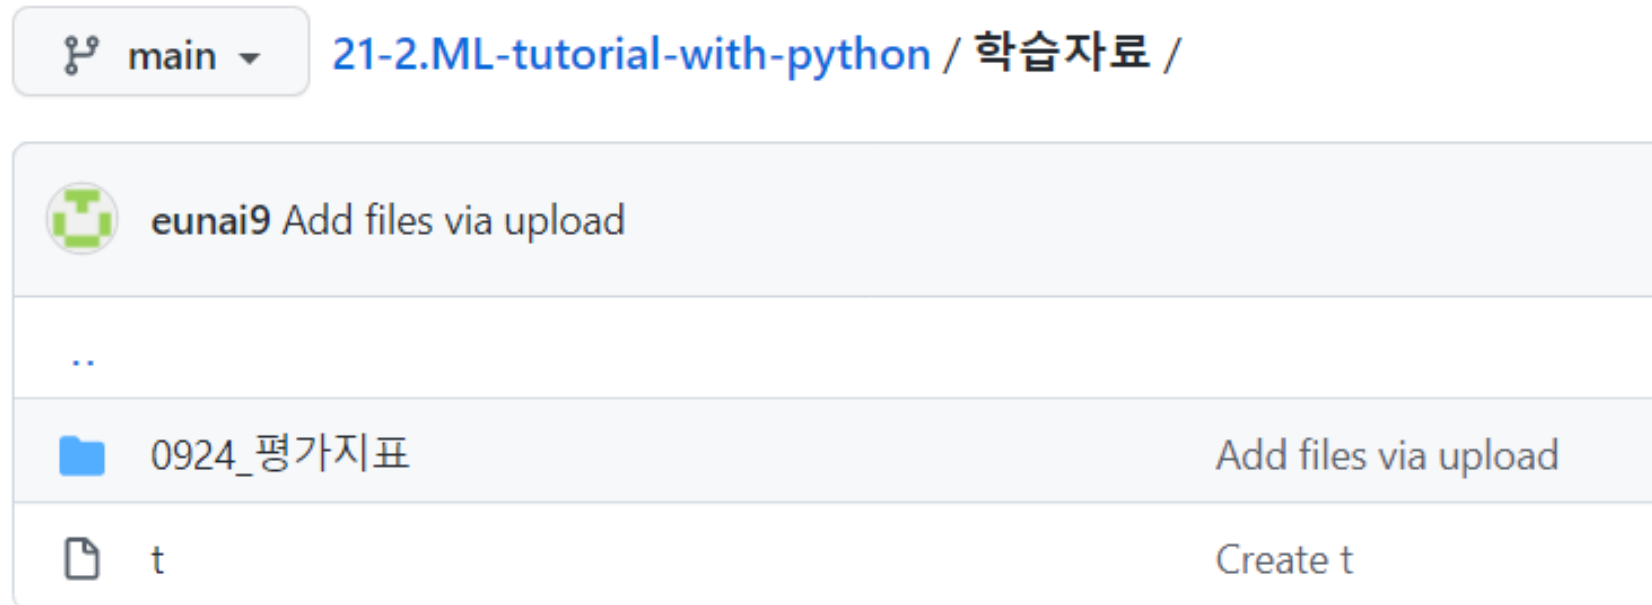 main 21-2.ML-tutorial-with-python / 학습자료 /
eunai9 Add files via upload
..
0924_평가지표 Add files via upload
t Create t